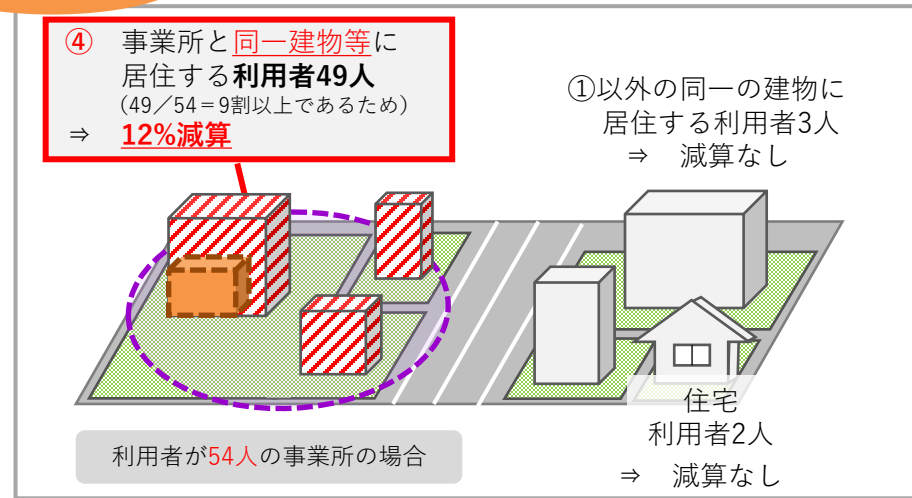 ④ 事業所と同一建物等に
居住する利用者49人
（49／54＝9割以上であるため）
⇒ 12%減算
①以外の同一の建物に
居住する利用者3人
⇒ 減算なし
住宅
利用者2人
⇒ 減算なし
利用者が54人の事業所の場合